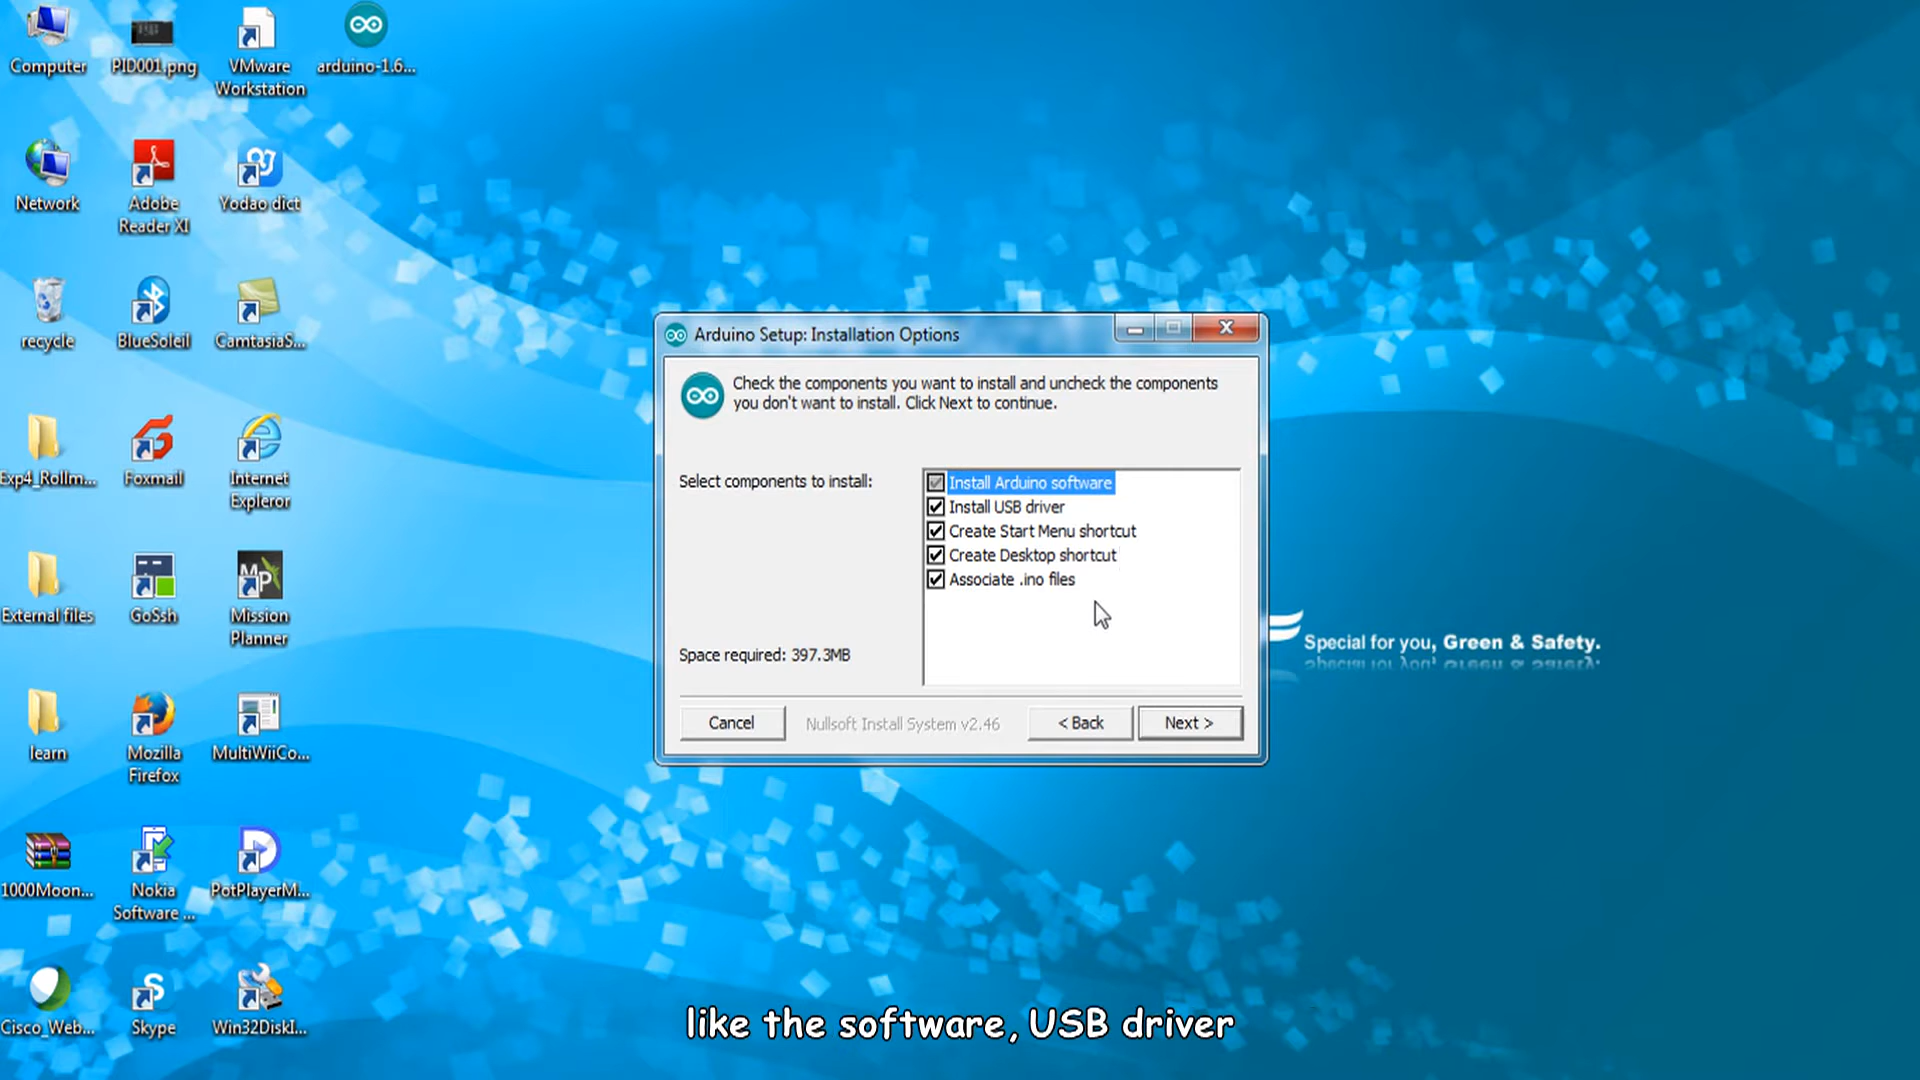 Computer
PID001.png
VMware
Workstation
arduino-1.6...
Network
Adobe
Reader XI
Yodao dict
recycle
BlueSoleil
CamtasiaS...
Exp4_Rollm...
Foxmail
Internet
Expleror
External files
GoSsh
MP
Mission
Planner
learn
Mozilla
Firefox
MultiWiiCo...
1000Moon...
Nokia
Software ...
PotPlayerM...
Cisco_Web...
Skype
Win32DiskI...
Arduino Setup: Installation Options
Check the components you want to install and uncheck the components
you don't want to install. Click Next to continue.
Select components to install:
Install Arduino software
Install USB driver
Create Start Menu shortcut
Create Desktop shortcut
Associate .ino files
Space required: 397.3MB
Cancel
Nullsoft Install System v2.46
< Back
Next >
Special for you, Green & Safety.
like the software, USB driver